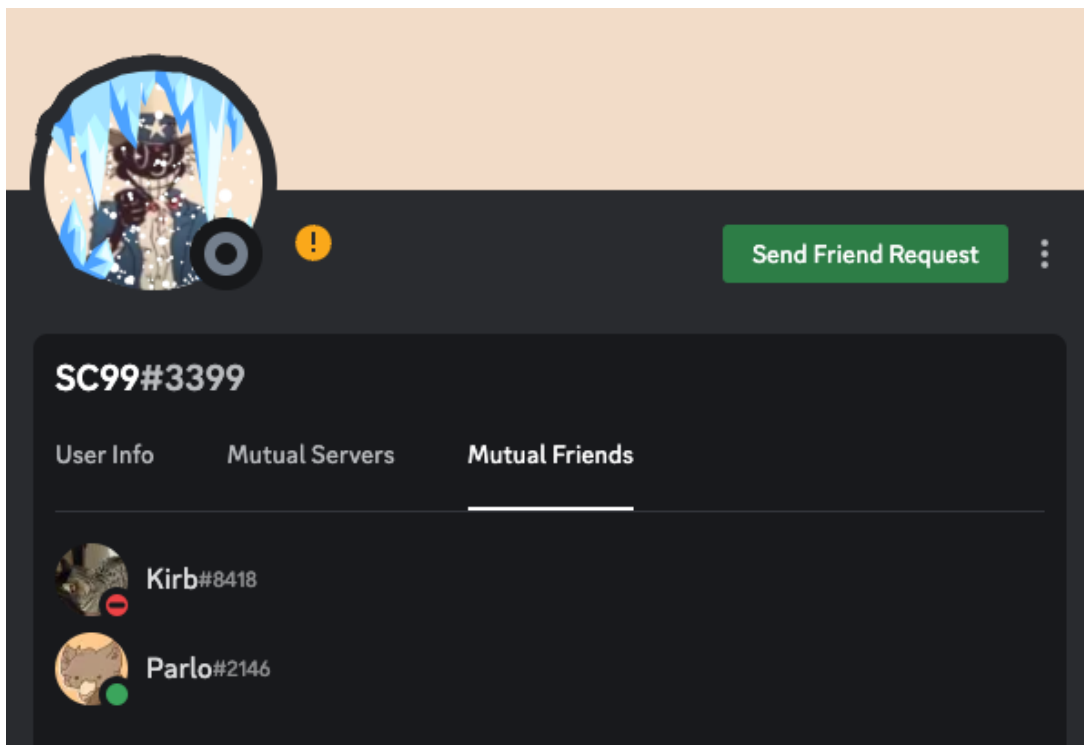 !
Send Friend Request
SC99#3399
User Info Mutual Servers Mutual Friends
Kirb#8418
Parlo#2146